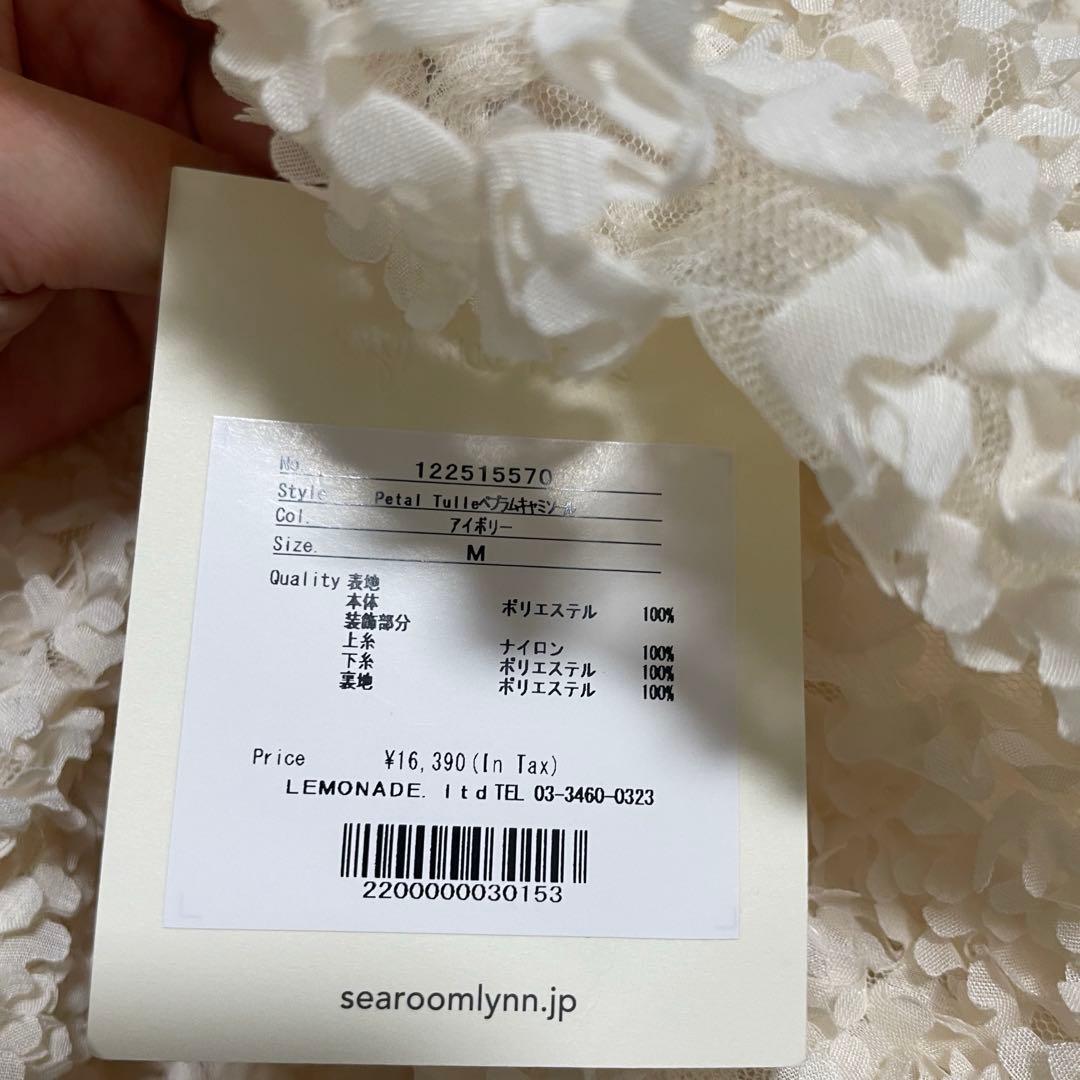 No. 122515570
Style Petal Tulleペプラムキャミソール
Col. アイボリー
Size. M
Quality 表地
本体 ポリエステル 100%
装飾部分
上糸 ナイロン 100%
下糸 ポリエステル 100%
裏地 ポリエステル 100%
Price ¥16,390(In Tax)
LEMONADE. ltd TEL 03-3460-0323
2200000030153
searoomlynn.jp